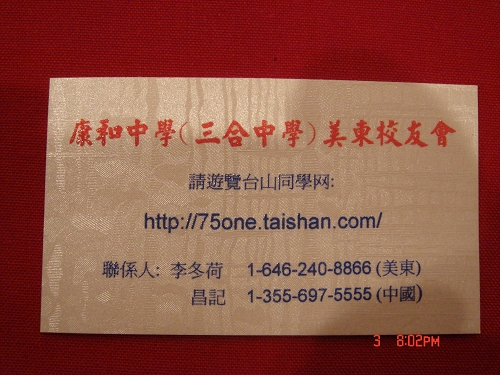 康和中學(三合中學)美東校友會
請遊覽台山同學网:
http://75one.taishan.com/
聯係人: 李冬荷 1-646-240-8866 (美東)
昌記 1-355-697-5555 (中國)
3 8:02PM